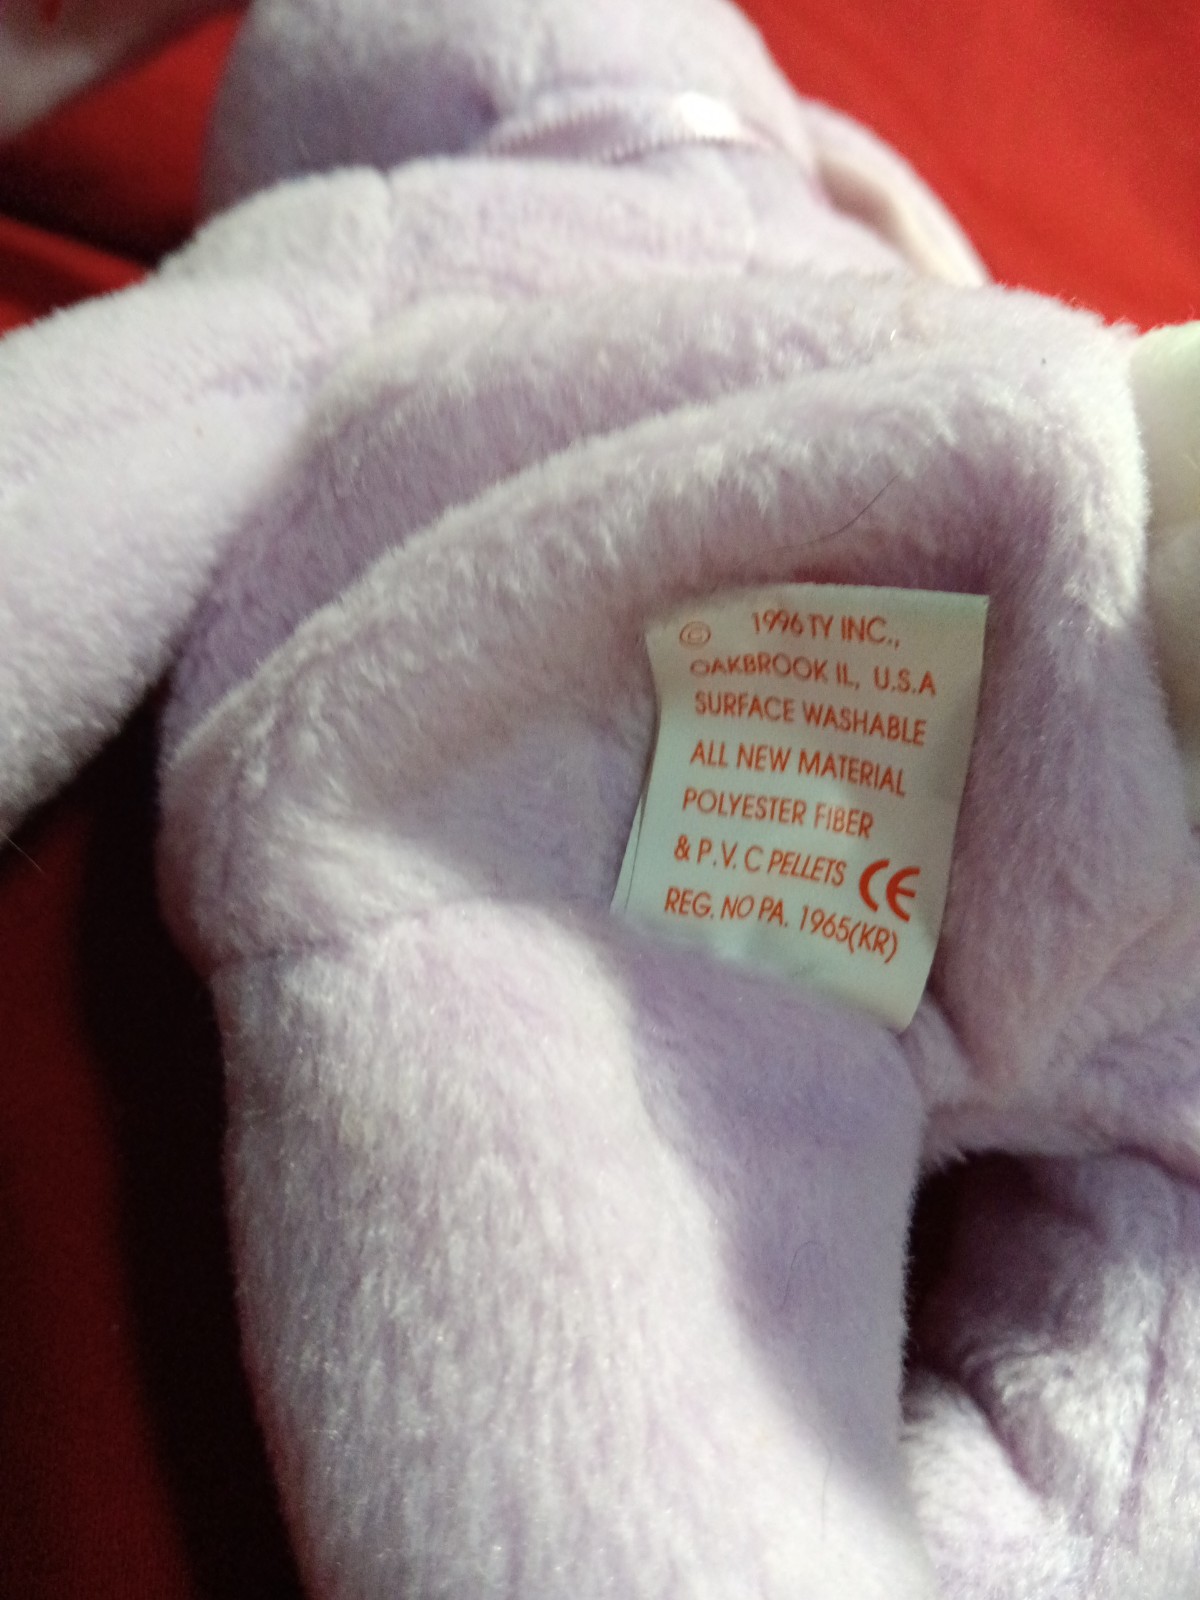 © 1996 TY INC.,
OAKBROOK IL, U.S.A
SURFACE WASHABLE
ALL NEW MATERIAL
POLYESTER FIBER
& P.V.C PELLETS CE
REG. NO PA. 1965(KR)